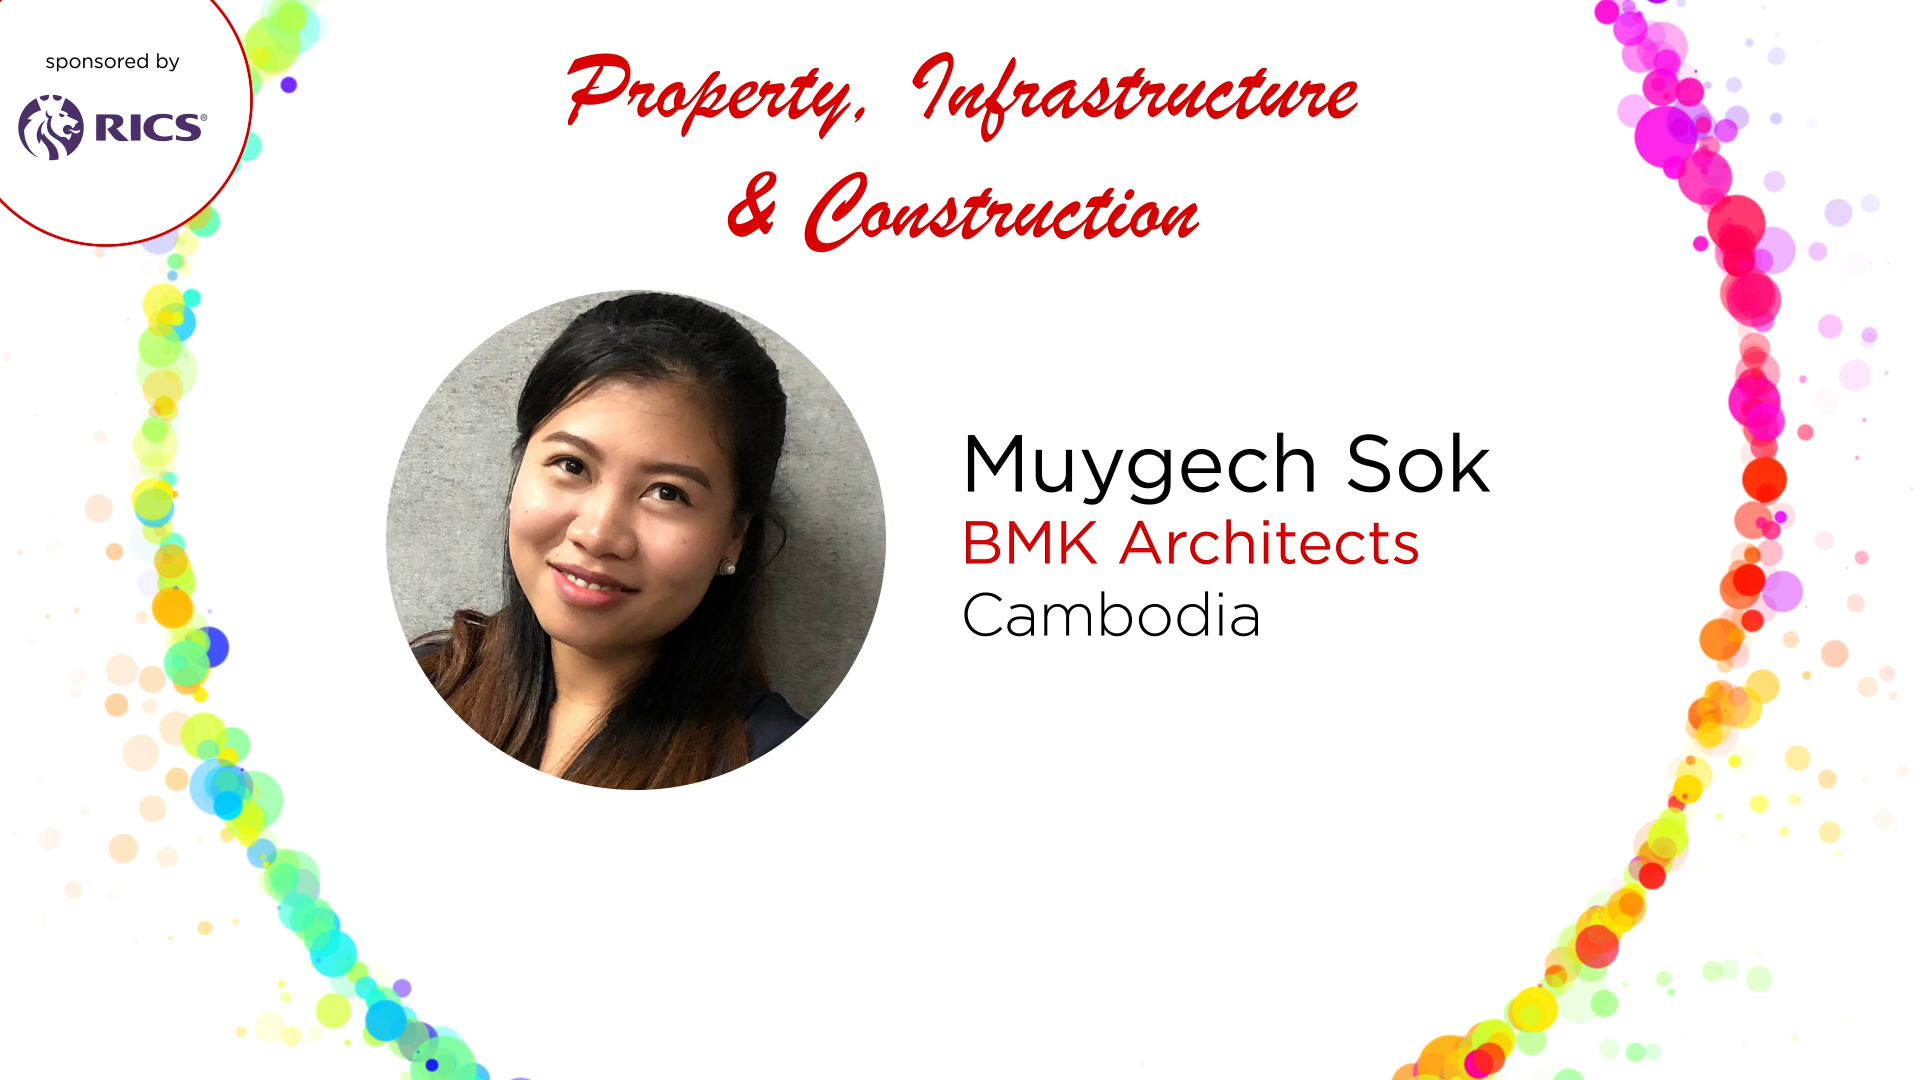 sponsored by
RICS®
Property, Infrastructure
& Construction
Muygech Sok
BMK Architects
Cambodia